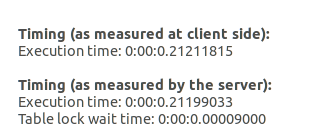 Timing (as measured at client side):
Execution time: 0:00:0.21211815
Timing (as measured by the server):
Execution time: 0:00:0.21199033
Table lock wait time: 0:00:0.00009000